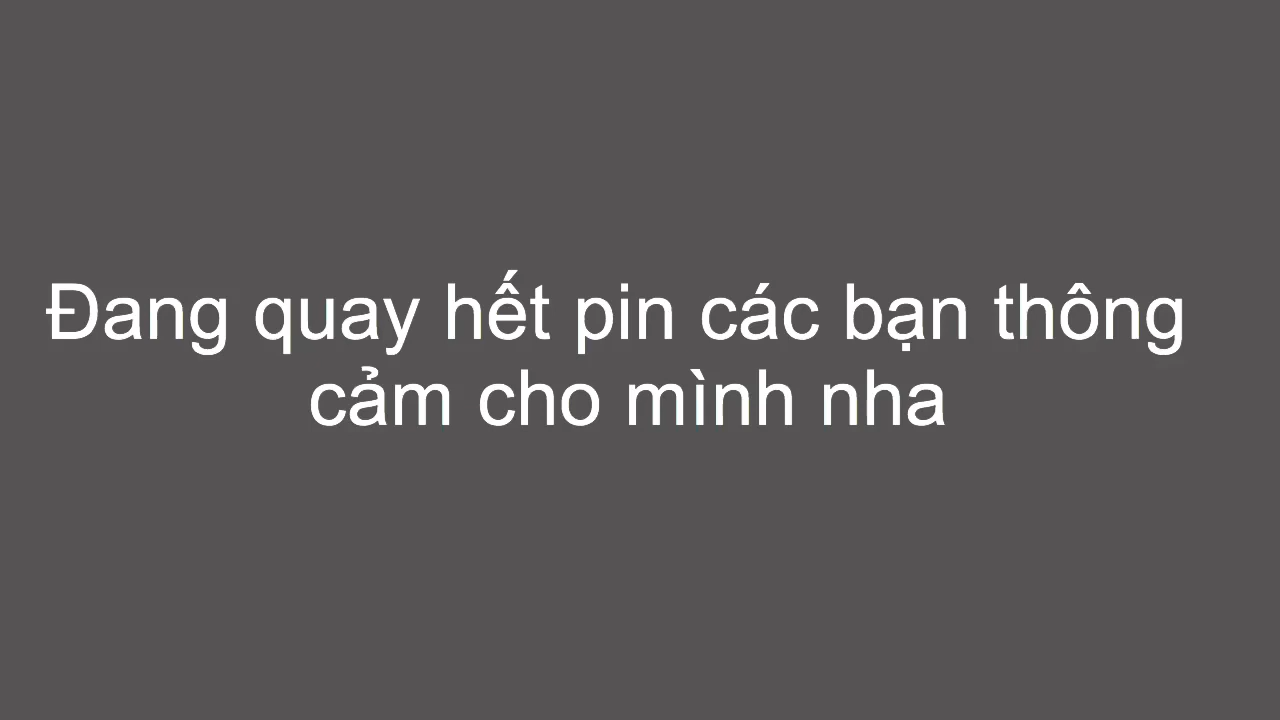 Đang quay hết pin các bạn thông
cảm cho mình nha